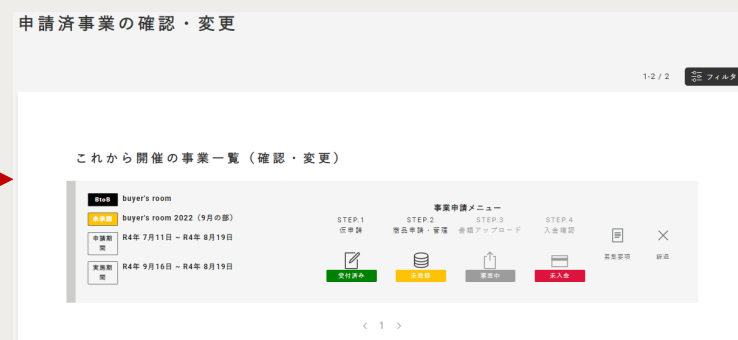 申請済事業の確認・変更
1-2 / 2
フィルタ
これから開催の事業一覧（確認・変更）
BtoB buyer's room
未承認 buyer's room 2022（9月の部）
申請期間 R4年 7月11日 ~ R4年 8月19日
実施期間 R4年 9月16日 ~ R4年 8月19日
事業申請メニュー
STEP.1 STEP.2 STEP.3 STEP.4
仮申請 商品申請・管理 書類アップロード 入金確認
受付済み 未登録 審査中 未入金
募集要項 辞退
< 1 >